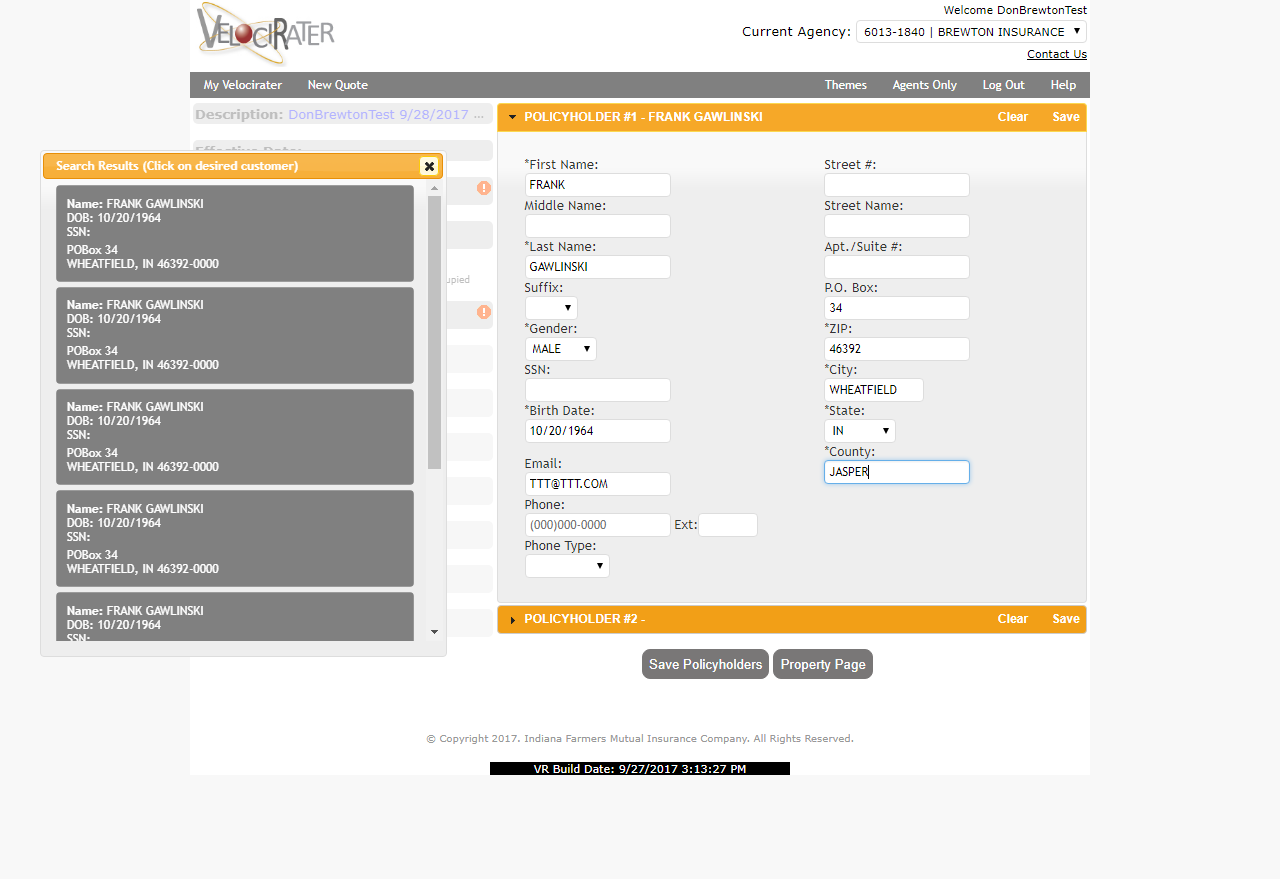 VELOCIRATER
Welcome DonBrewtonTest
Current Agency: 6013-1840 | BREWTON INSURANCE
Contact Us
My Velocirater New Quote Themes Agents Only Log Out Help
Description: DonBrewtonTest 9/28/2017 ...
Effective Date:
Search Results (Click on desired customer)
Name: FRANK GAWLINSKI
DOB: 10/20/1964
SSN:
POBox 34
WHEATFIELD, IN 46392-0000
Name: FRANK GAWLINSKI
DOB: 10/20/1964
SSN:
POBox 34
WHEATFIELD, IN 46392-0000
Name: FRANK GAWLINSKI
DOB: 10/20/1964
SSN:
POBox 34
WHEATFIELD, IN 46392-0000
Name: FRANK GAWLINSKI
DOB: 10/20/1964
SSN:
POBox 34
WHEATFIELD, IN 46392-0000
Name: FRANK GAWLINSKI
DOB: 10/20/1964
SSN:
POLICYHOLDER #1 - FRANK GAWLINSKI Clear Save
*First Name:
FRANK
Middle Name:
*Last Name:
GAWLINSKI
Suffix:
*Gender:
MALE
SSN:
*Birth Date:
10/20/1964
Email:
TTT@TTT.COM
Phone:
(000)000-0000 Ext:
Phone Type:
Street #:
Street Name:
Apt./Suite #:
P.O. Box:
34
*ZIP:
46392
*City:
WHEATFIELD
*State:
IN
*County:
JASPER
POLICYHOLDER #2 - Clear Save
Save Policyholders Property Page
© Copyright 2017. Indiana Farmers Mutual Insurance Company. All Rights Reserved.
VR Build Date: 9/27/2017 3:13:27 PM